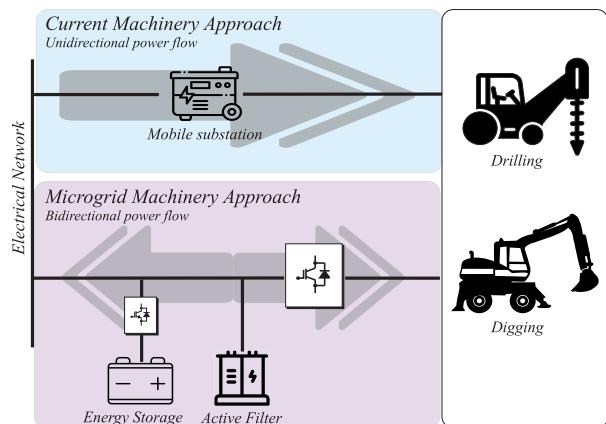 Current Machinery Approach
Unidirectional power flow
Mobile substation
Electrical Network
Drilling
Microgrid Machinery Approach
Bidirectional power flow
Digging
Energy Storage
Active Filter